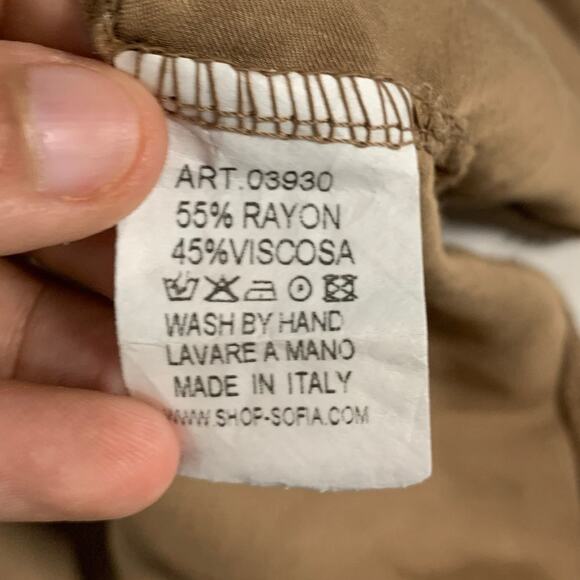 ART.03930
55% RAYON
45%VISCOSA
WASH BY HAND
LAVARE A MANO
MADE IN ITALY
WWW.SHOP-SOFIA.COM